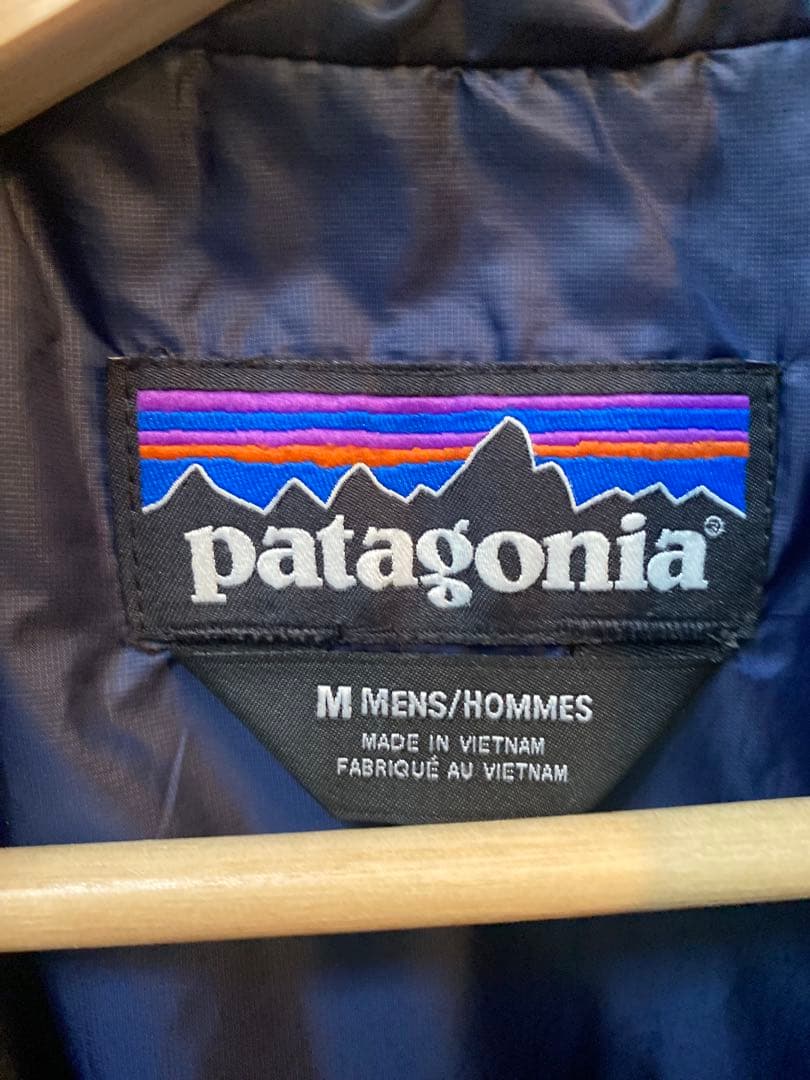 patagonia®
M MENS/HOMMES
MADE IN VIETNAM
FABRIQUÉ AU VIETNAM